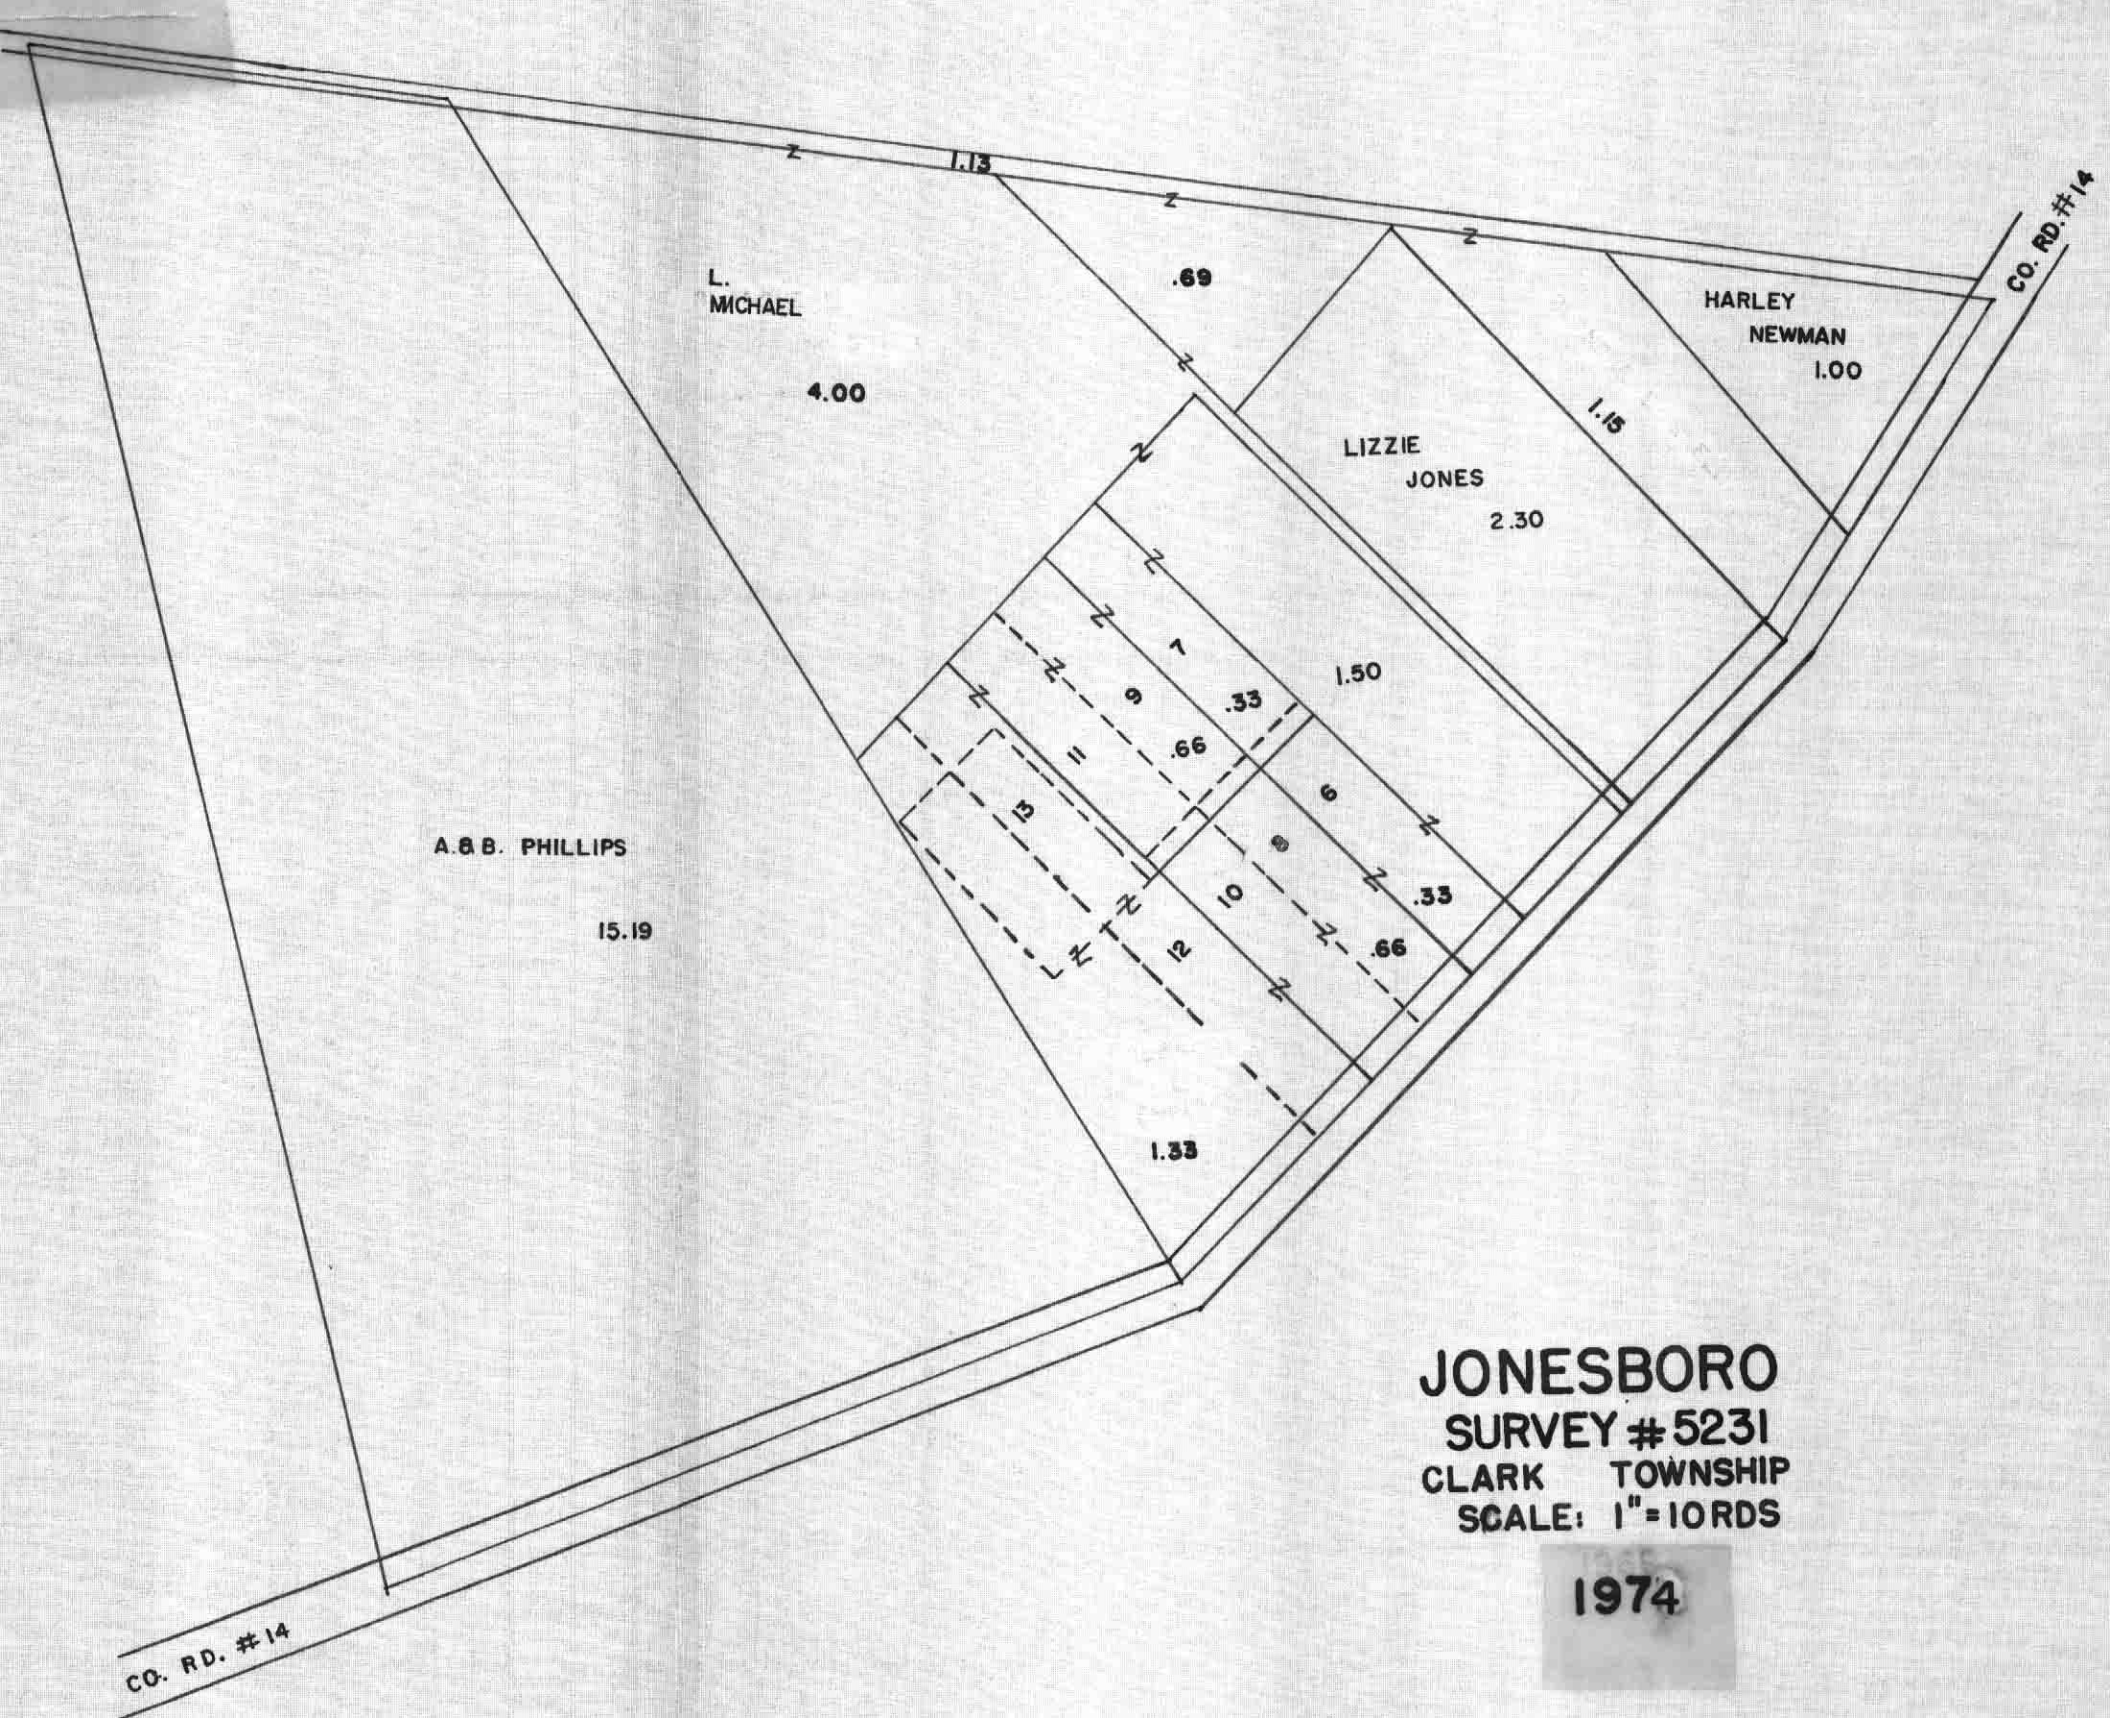 1.13
CO. RD. #14
L.
MICHAEL
4.00
.69
HARLEY
NEWMAN
1.00
1.15
LIZZIE
JONES
2.30
7
.33
1.50
9
.66
11
13
6
.33
8
.66
10
12
A.&B. PHILLIPS
15.19
1.33
JONESBORO
SURVEY #5231
CLARK TOWNSHIP
SCALE: 1"=10RDS
1974
CO. RD. #14